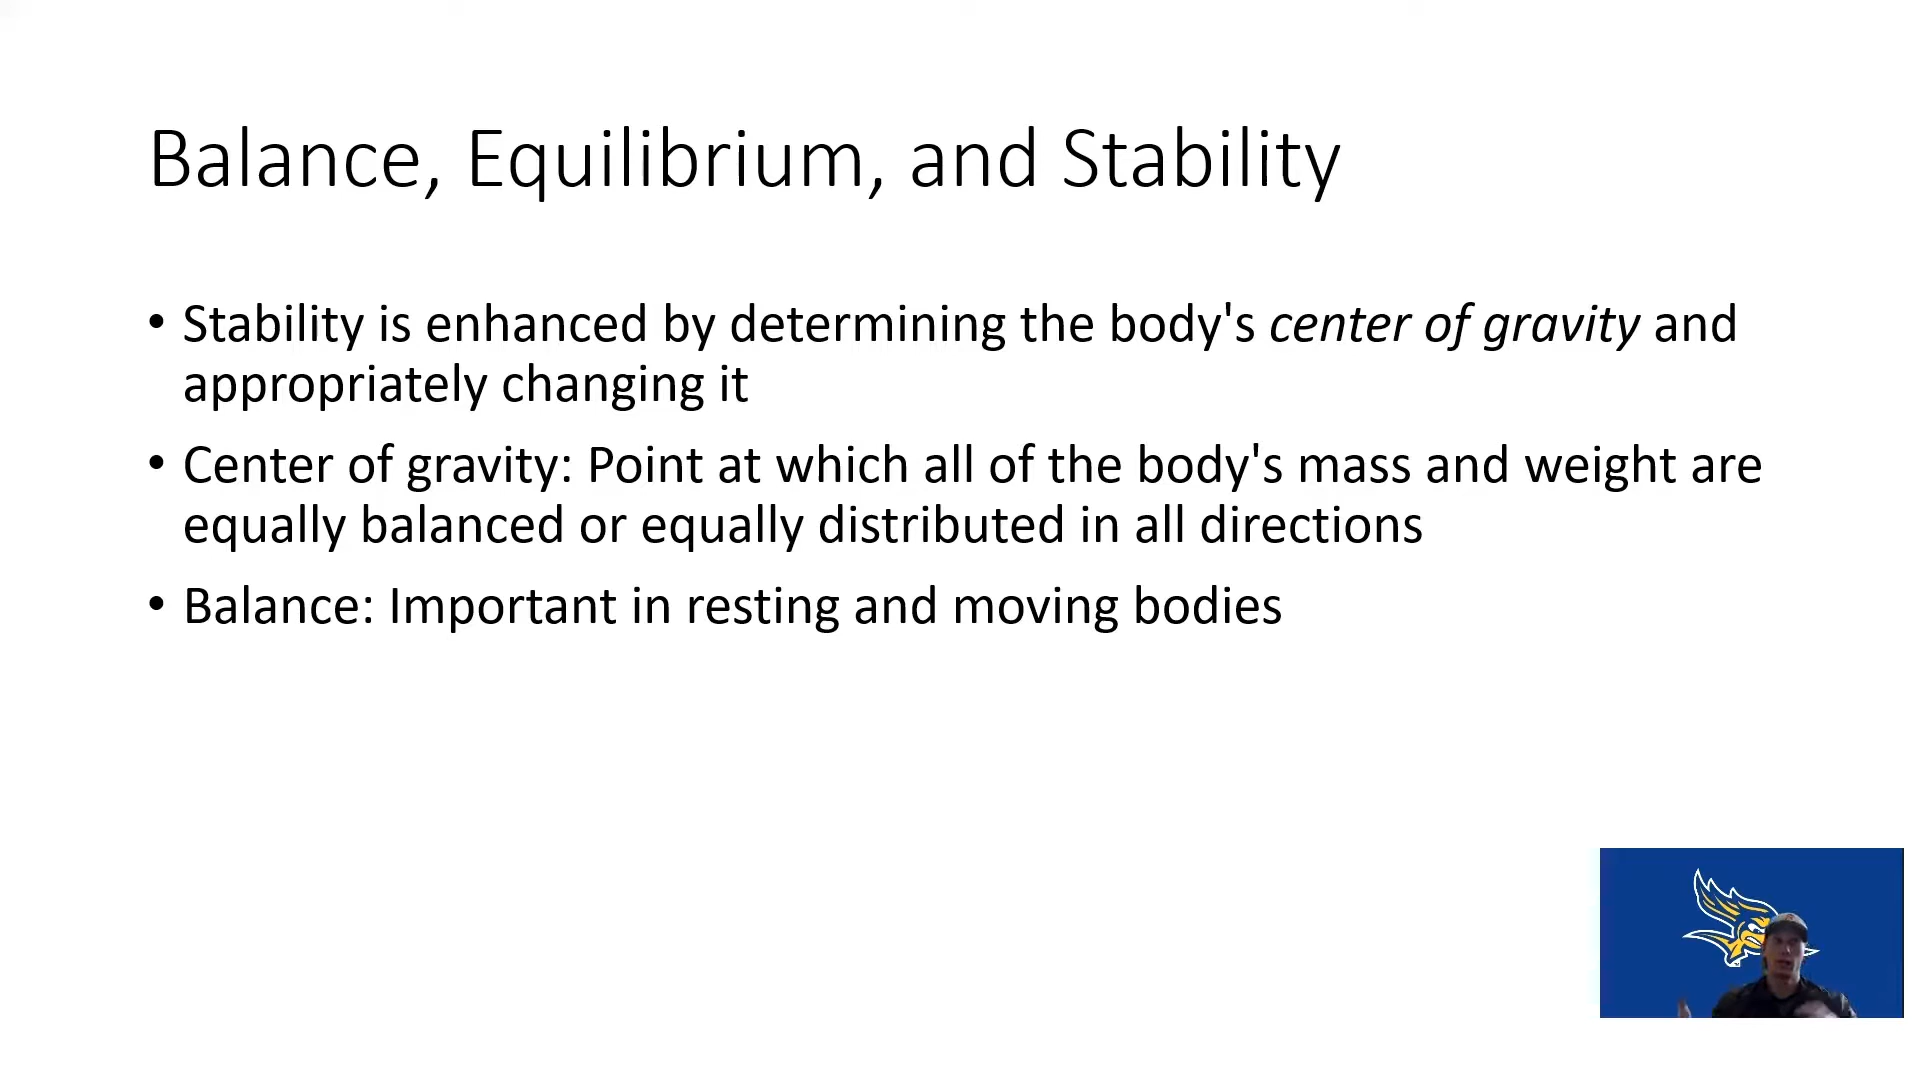 Balance, Equilibrium, and Stability
• Stability is enhanced by determining the body's center of gravity and
appropriately changing it
• Center of gravity: Point at which all of the body's mass and weight are
equally balanced or equally distributed in all directions
• Balance: Important in resting and moving bodies